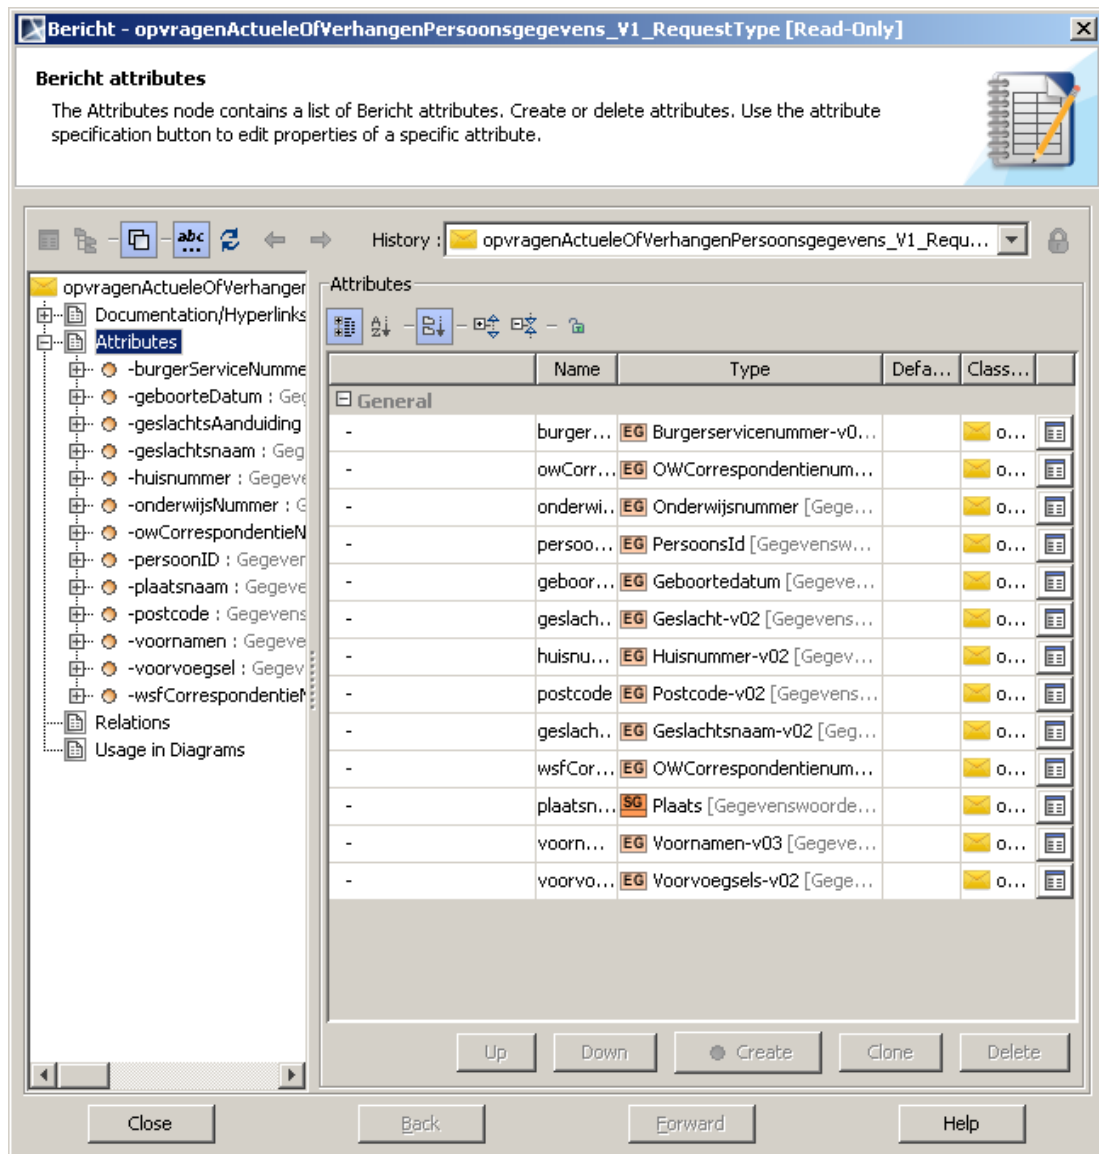 Bericht - opvragenActueleOfVerhangenPersoonsgegevens_V1_RequestType [Read-Only]
Bericht attributes
The Attributes node contains a list of Bericht attributes. Create or delete attributes. Use the attribute
specification button to edit properties of a specific attribute.
abc
History : opvragenActueleOfVerhangenPersoonsgegevens_V1_Requ...
opvragenActueleOfVerhanger
Documentation/Hyperlinks
Attributes
-burgerServiceNumme
-geboorteDatum : Geg
-geslachtsAanduiding
-geslachtsnaam : Geg
-huisnummer : Gegeve
-onderwijsNummer : G
-owCorrespondentieN
-persoonID : Gegever
-plaatsnaam : Gegeve
-postcode : Gegevens
-voornamen : Gegeve
-voorvoegsel : Gegev
-wsfCorrespondentieN
Relations
Usage in Diagrams
Attributes
Name Type Defa... Class...
General
- burger... EG Burgerservicenummer-v0... o...
- owCorr... EG OWCorrespondentienum... o...
- onderwi... EG Onderwijsnummer [Gege... o...
- persoo... EG PersoonsId [Gegevensw... o...
- geboor... EG Geboortedatum [Gegeve... o...
- geslach... EG Geslacht-v02 [Gegevens... o...
- huisnu... EG Huisnummer-v02 [Gegev... o...
- postcode EG Postcode-v02 [Gegevens... o...
- geslach... EG Geslachtsnaam-v02 [Geg... o...
- wsfCor... EG OWCorrespondentienum... o...
- plaatsn... SG Plaats [Gegevenswoorde... o...
- voorn... EG Voornamen-v03 [Gegeve... o...
- voorvo... EG Voorvoegsels-v02 [Gege... o...
Up Down Create Clone Delete
Close Back Forward Help